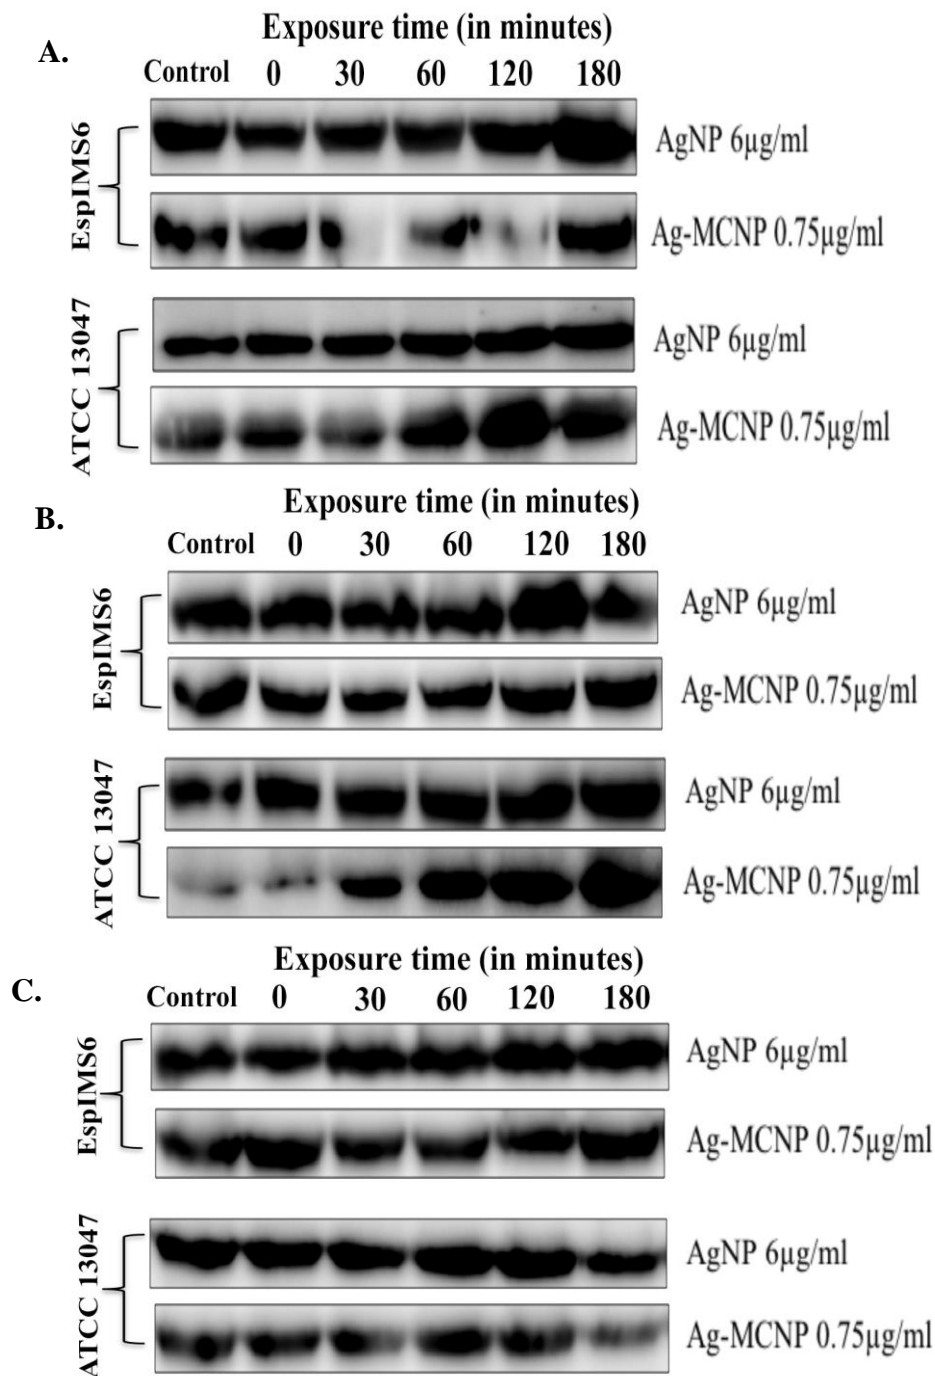 A.
Exposure time (in minutes)
Control 0 30 60 120 180
EspIMS6
AgNP 6µg/ml
Ag-MCNP 0.75µg/ml
ATCC 13047
AgNP 6µg/ml
Ag-MCNP 0.75µg/ml
B.
Exposure time (in minutes)
Control 0 30 60 120 180
EspIMS6
AgNP 6µg/ml
Ag-MCNP 0.75µg/ml
ATCC 13047
AgNP 6µg/ml
Ag-MCNP 0.75µg/ml
C.
Exposure time (in minutes)
Control 0 30 60 120 180
EspIMS6
AgNP 6µg/ml
Ag-MCNP 0.75µg/ml
ATCC 13047
AgNP 6µg/ml
Ag-MCNP 0.75µg/ml